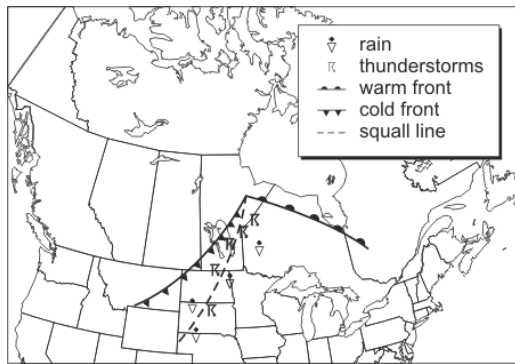 rain
thunderstorms
warm front
cold front
squall line